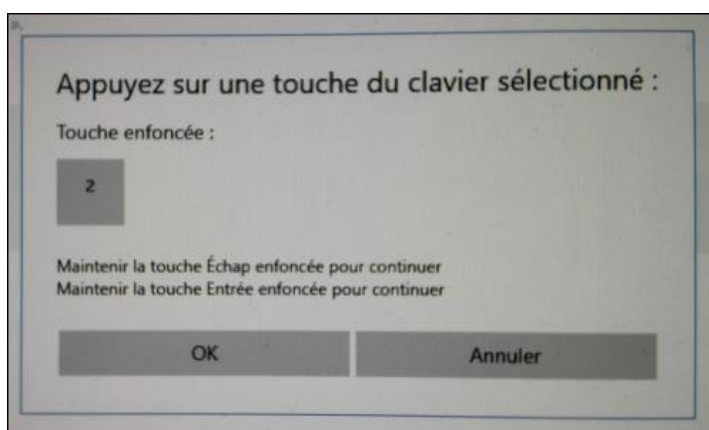 Appuyez sur une touche du clavier sélectionné :
Touche enfoncée :
2
Maintenir la touche Échap enfoncée pour continuer
Maintenir la touche Entrée enfoncée pour continuer
OK
Annuler